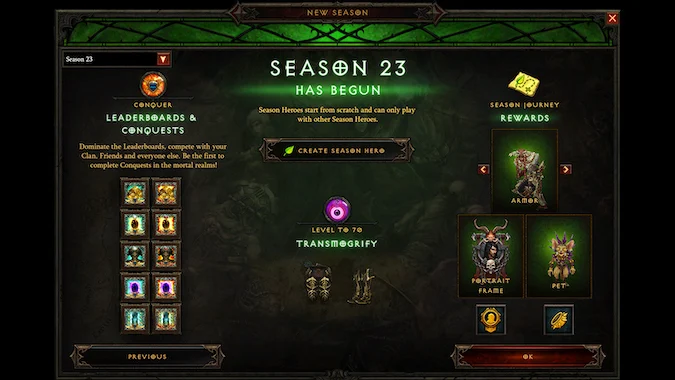 NEW SEASON
Season 23
SEASON 23
HAS BEGUN
Season Heroes start from scratch and can only play
with other Season Heroes.
CREATE SEASON HERO
CONQUER
LEADERBOARDS &
CONQUESTS
Dominate the Leaderboards, compete with your
Clan, Friends and everyone else. Be the first to
complete Conquests in the mortal realms!
LEVEL TO 70
TRANSMOGRIFY
SEASON JOURNEY
REWARDS
ARMOR
PORTRAIT
FRAME
PET
PREVIOUS
OK